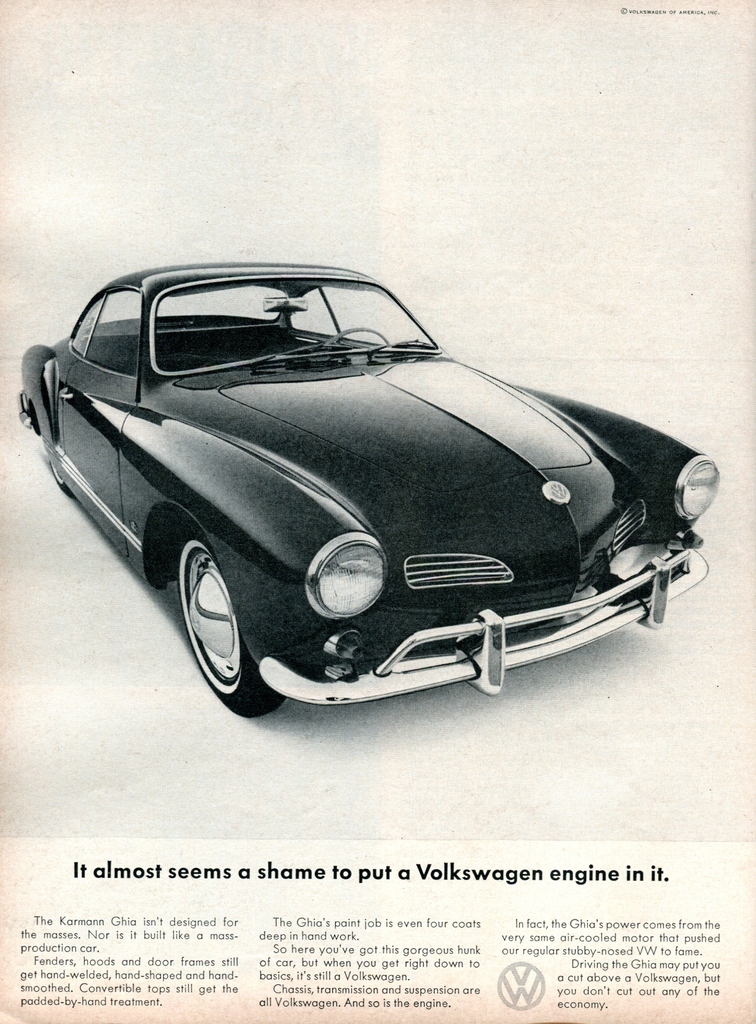 © VOLKSWAGEN OF AMERICA, INC.
It almost seems a shame to put a Volkswagen engine in it.
The Karmann Ghia isn't designed for
the masses. Nor is it built like a mass-
production car.
Fenders, hoods and door frames still
get hand-welded, hand-shaped and hand-
smoothed. Convertible tops still get the
padded-by-hand treatment.
The Ghia's paint job is even four coats
deep in hand work.
So here you've got this gorgeous hunk
of car, but when you get right down to
basics, it's still a Volkswagen.
Chassis, transmission and suspension are
all Volkswagen. And so is the engine.
In fact, the Ghia's power comes from the
very same air-cooled motor that pushed
our regular stubby-nosed VW to fame.
Driving the Ghia may put you
a cut above a Volkswagen, but
you don't cut out any of the
economy.
VW